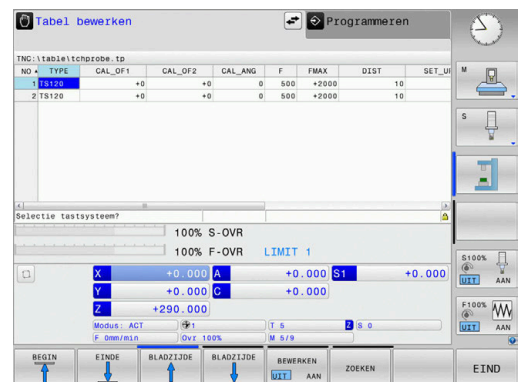 Tabel bewerken
Programmeren
TNC:\table\tchprobe.tp
NO TYPE CAL_OF1 CAL_OF2 CAL_ANG F FMAX DIST SET_UI
1 TS120 +0 +0 0 500 +2000 10
2 TS120 +0 +0 0 500 +2000 10
Selectie tastsysteem?
100% S-OVR
100% F-OVR LIMIT 1
X +0.000 A +0.000 S1 +0.000
Y +0.000 C +0.000
Z +290.000
Modus: ACT 1 T 5 Z S 0
F 0mm/min Ovr 100% M 5/9
M
S
S100%
UIT AAN
F100%
UIT AAN
BEGIN EINDE BLADZIJDE BLADZIJDE BEWERKEN UIT AAN ZOEKEN EIND